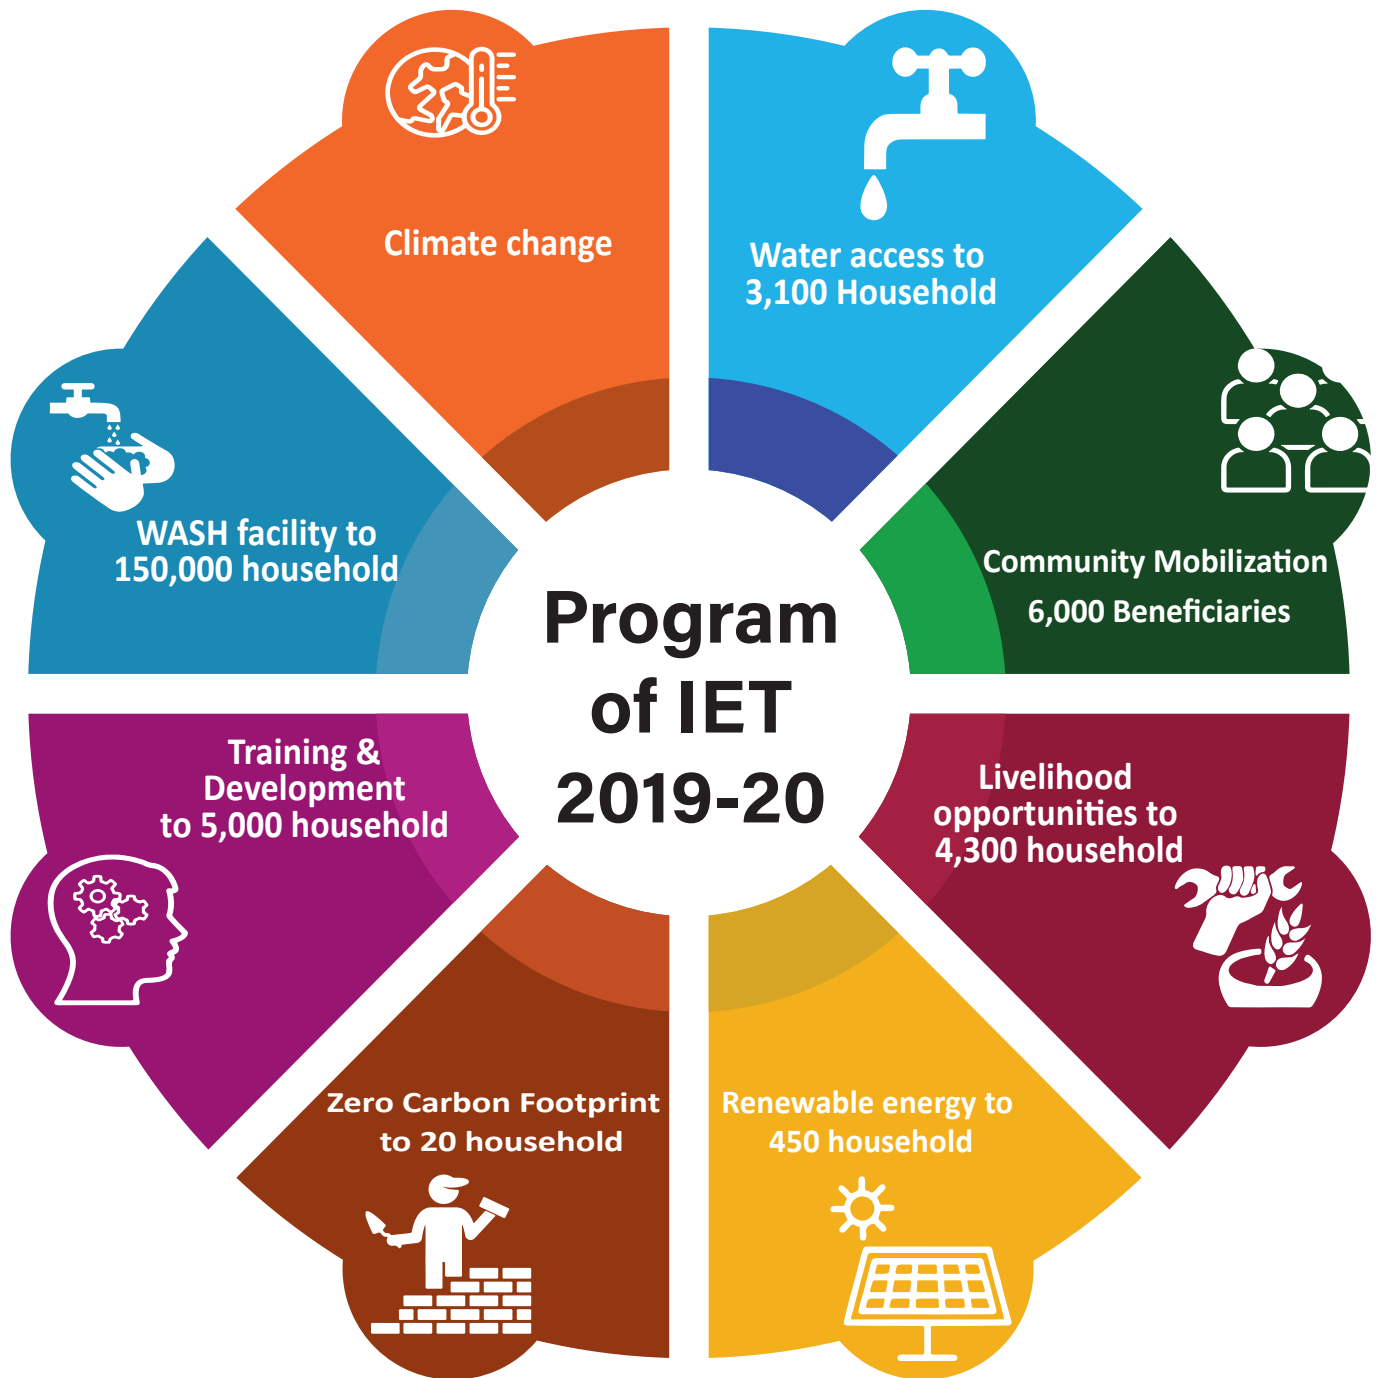 Program
of IET
2019-20
Climate change
Water access to
3,100 Household
Community Mobilization
6,000 Beneficiaries
Livelihood
opportunities to
4,300 household
Renewable energy to
450 household
Zero Carbon Footprint
to 20 household
Training &
Development
to 5,000 household
WASH facility to
150,000 household